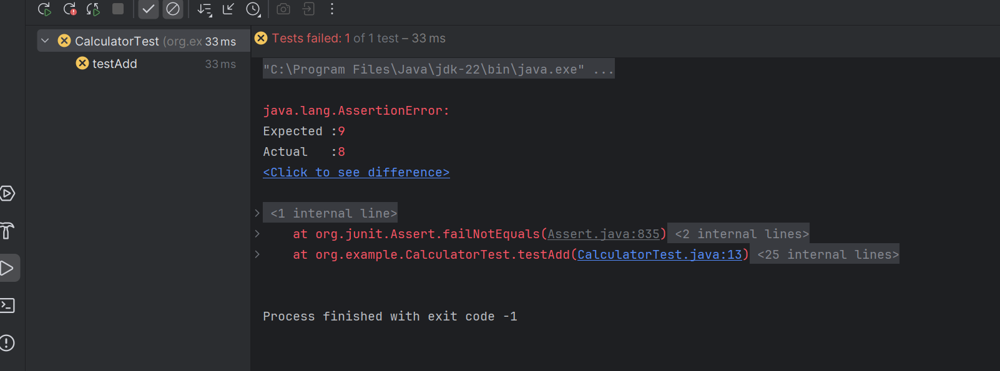 CalculatorTest (org.ex 33 ms
testAdd 33 ms
Tests failed: 1 of 1 test – 33 ms
"C:\Program Files\Java\jdk-22\bin\java.exe" ...
java.lang.AssertionError:
Expected :9
Actual   :8
<Click to see difference>
<1 internal line>
at org.junit.Assert.failNotEquals(Assert.java:835) <2 internal lines>
at org.example.CalculatorTest.testAdd(CalculatorTest.java:13) <25 internal lines>
Process finished with exit code -1